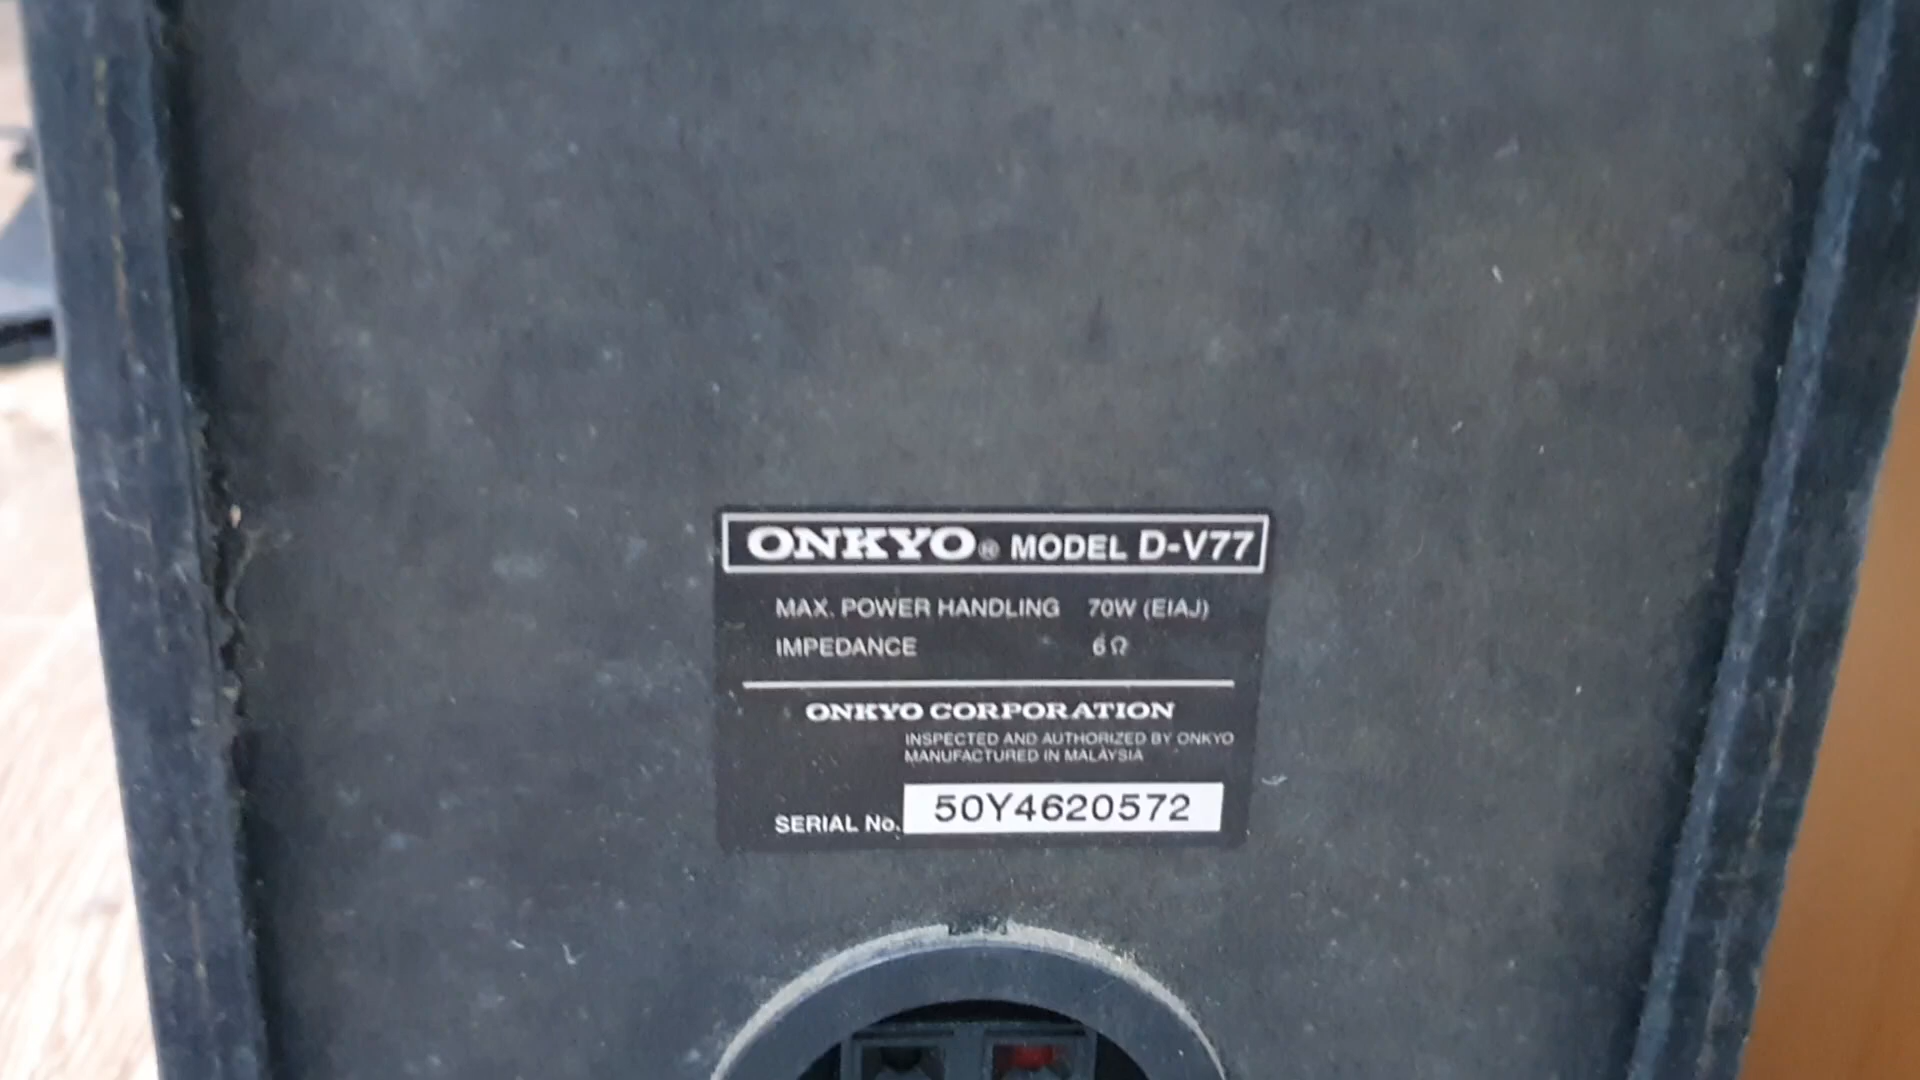 ONKYO® MODEL D-V77
MAX. POWER HANDLING 70W (EIAJ)
IMPEDANCE 6Ω
ONKYO CORPORATION
INSPECTED AND AUTHORIZED BY ONKYO
MANUFACTURED IN MALAYSIA
SERIAL No. 50Y4620572